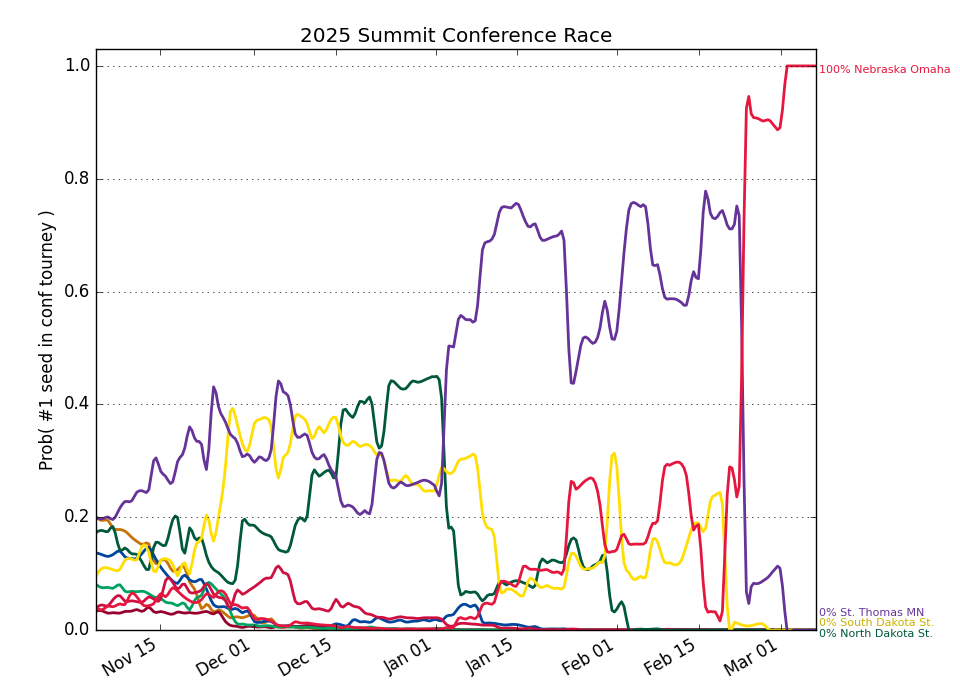 2025 Summit Conference Race
Prob( #1 seed in conf tourney )
1.0
0.8
0.6
0.4
0.2
0.0
Nov 15
Dec 01
Dec 15
Jan 01
Jan 15
Feb 01
Feb 15
Mar 01
100% Nebraska Omaha
0% St. Thomas MN
0% South Dakota St.
0% North Dakota St.